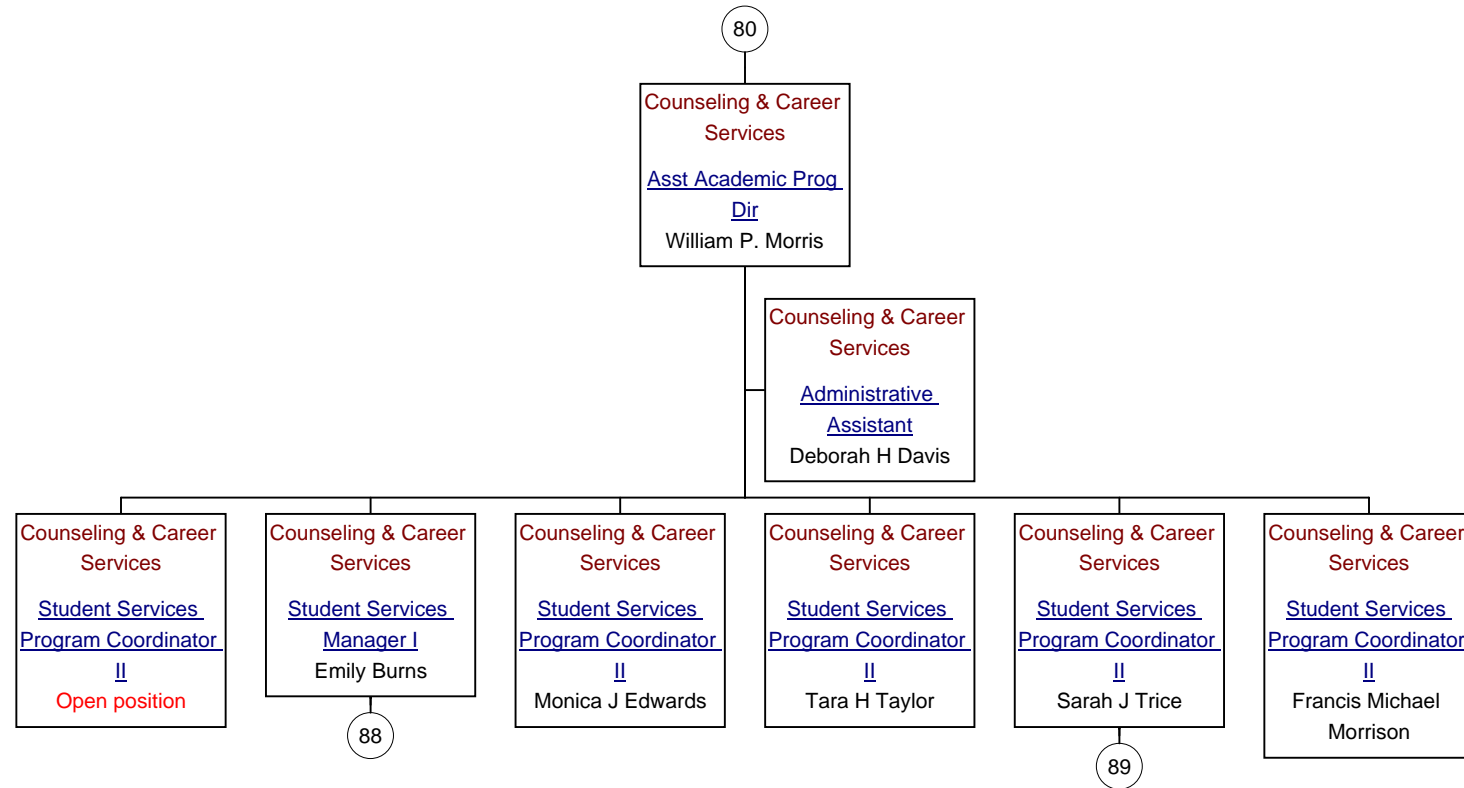 80
Counseling & Career
Services
Asst Academic Prog
Dir
William P. Morris
Counseling & Career
Services
Administrative
Assistant
Deborah H Davis
Counseling & Career
Services
Student Services
Program Coordinator
II
Open position
Counseling & Career
Services
Student Services
Manager I
Emily Burns
88
Counseling & Career
Services
Student Services
Program Coordinator
II
Monica J Edwards
Counseling & Career
Services
Student Services
Program Coordinator
II
Tara H Taylor
Counseling & Career
Services
Student Services
Program Coordinator
II
Sarah J Trice
89
Counseling & Career
Services
Student Services
Program Coordinator
II
Francis Michael
Morrison